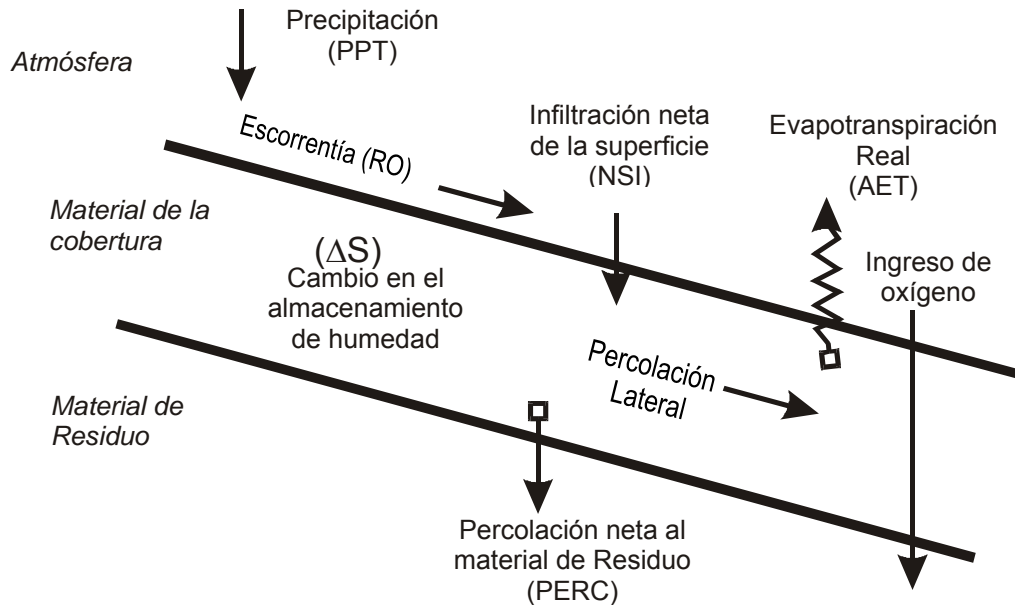 Precipitación
(PPT)
Atmósfera
Escorrentía (RO)
Infiltración neta
de la superficie
(NSI)
Evapotranspiración
Real
(AET)
Material de la
cobertura
(ΔS)
Cambio en el
almacenamiento
de humedad
Ingreso de
oxígeno
Percolación
Lateral
Material de
Residuo
Percolación neta al
material de Residuo
(PERC)